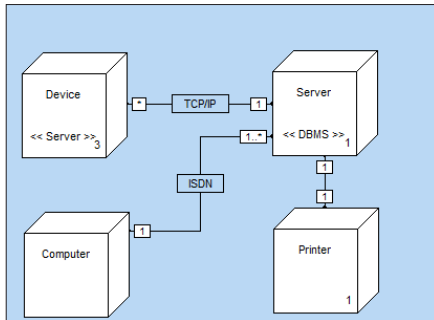 Device
<< Server >>
3
* TCP/IP 1
Server
<< DBMS >>
1
1..*
ISDN
1
Computer
1
1
Printer
1